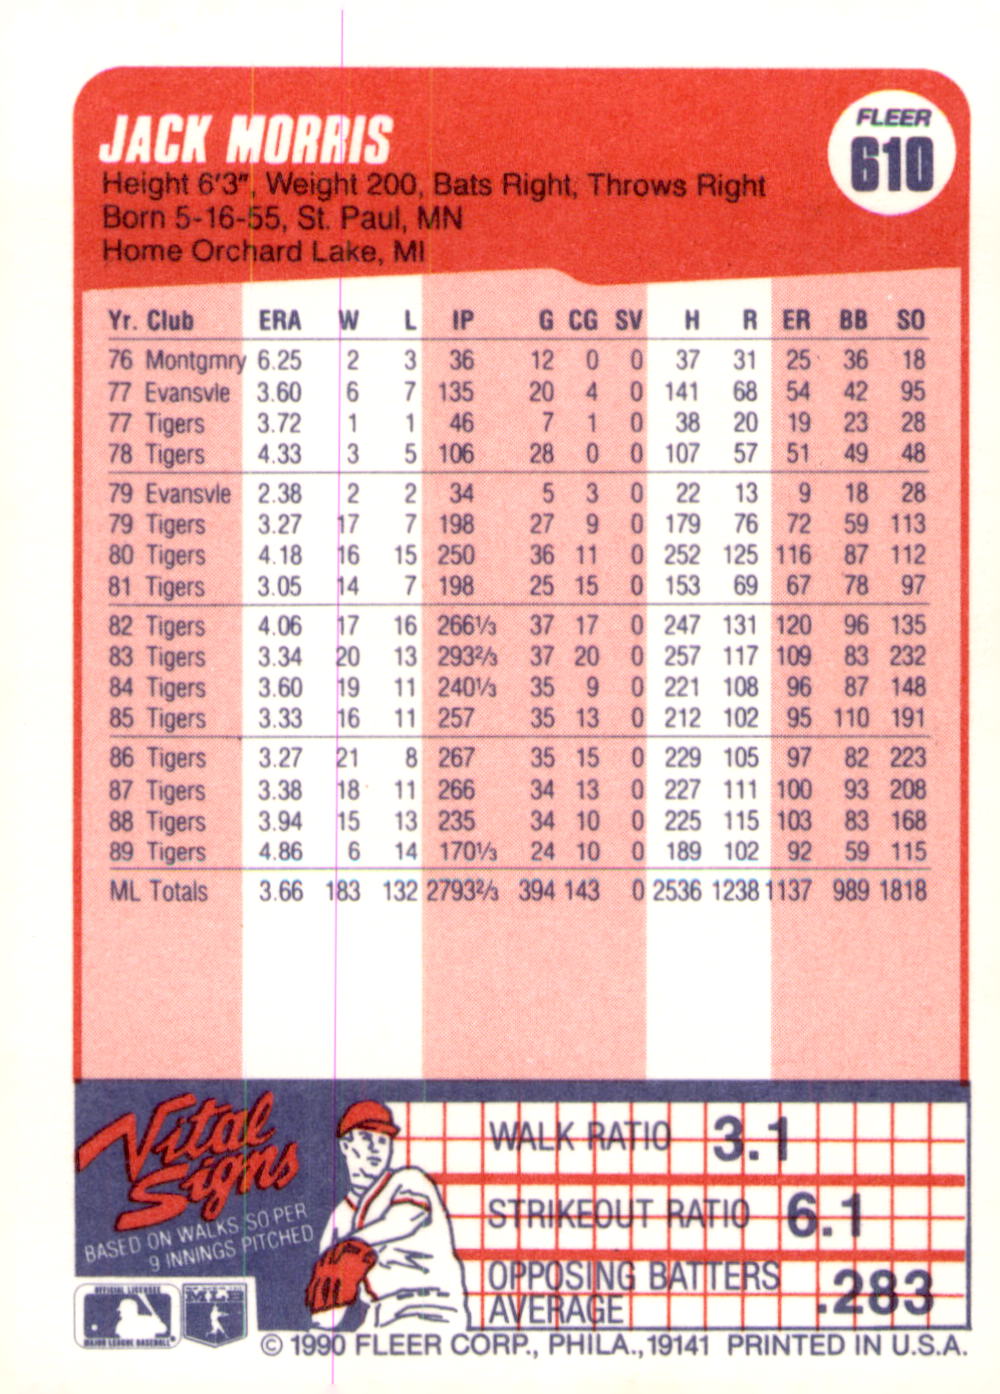 JACK MORRIS
FLEER
610
Height 6'3", Weight 200, Bats Right, Throws Right
Born 5-16-55, St. Paul, MN
Home Orchard Lake, MI
Yr. Club ERA W L IP G CG SV H R ER BB SO
76 Montgmry 6.25 2 3 36 12 0 0 37 31 25 36 18
77 Evansvle 3.60 6 7 135 20 4 0 141 68 54 42 95
77 Tigers 3.72 1 1 46 7 1 0 38 20 19 23 28
78 Tigers 4.33 3 5 106 28 0 0 107 57 51 49 48
79 Evansvle 2.38 2 2 34 5 3 0 22 13 9 18 28
79 Tigers 3.27 17 7 198 27 9 0 179 76 72 59 113
80 Tigers 4.18 16 15 250 36 11 0 252 125 116 87 112
81 Tigers 3.05 14 7 198 25 15 0 153 69 67 78 97
82 Tigers 4.06 17 16 266⅓ 37 17 0 247 131 120 96 135
83 Tigers 3.34 20 13 293⅔ 37 20 0 257 117 109 83 232
84 Tigers 3.60 19 11 240⅓ 35 9 0 221 108 96 87 148
85 Tigers 3.33 16 11 257 35 13 0 212 102 95 110 191
86 Tigers 3.27 21 8 267 35 15 0 229 105 97 82 223
87 Tigers 3.38 18 11 266 34 13 0 227 111 100 93 208
88 Tigers 3.94 15 13 235 34 10 0 225 115 103 83 168
89 Tigers 4.86 6 14 170⅓ 24 10 0 189 102 92 59 115
ML Totals 3.66 183 132 2793⅔ 394 143 0 2536 1238 1137 989 1818
Vital
Signs
BASED ON WALKS, SO PER
9 INNINGS PITCHED
WALK RATIO 3.1
STRIKEOUT RATIO 6.1
OPPOSING BATTERS
AVERAGE .283
OFFICIAL LICENSEE
MAJOR LEAGUE BASEBALL
© 1990 FLEER CORP., PHILA., 19141 PRINTED IN U.S.A.